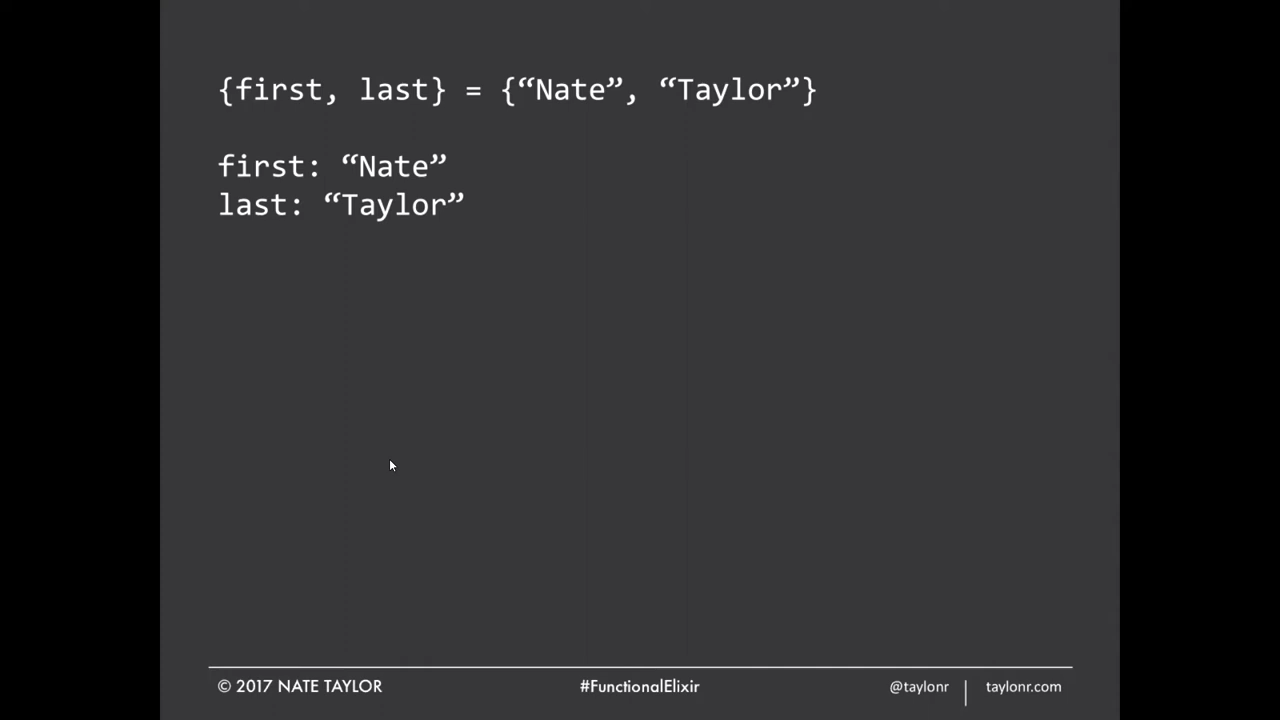 {first, last} = {“Nate”, “Taylor”}
first: “Nate”
last: “Taylor”
© 2017 NATE TAYLOR
#FunctionalElixir
@taylonr
taylonr.com